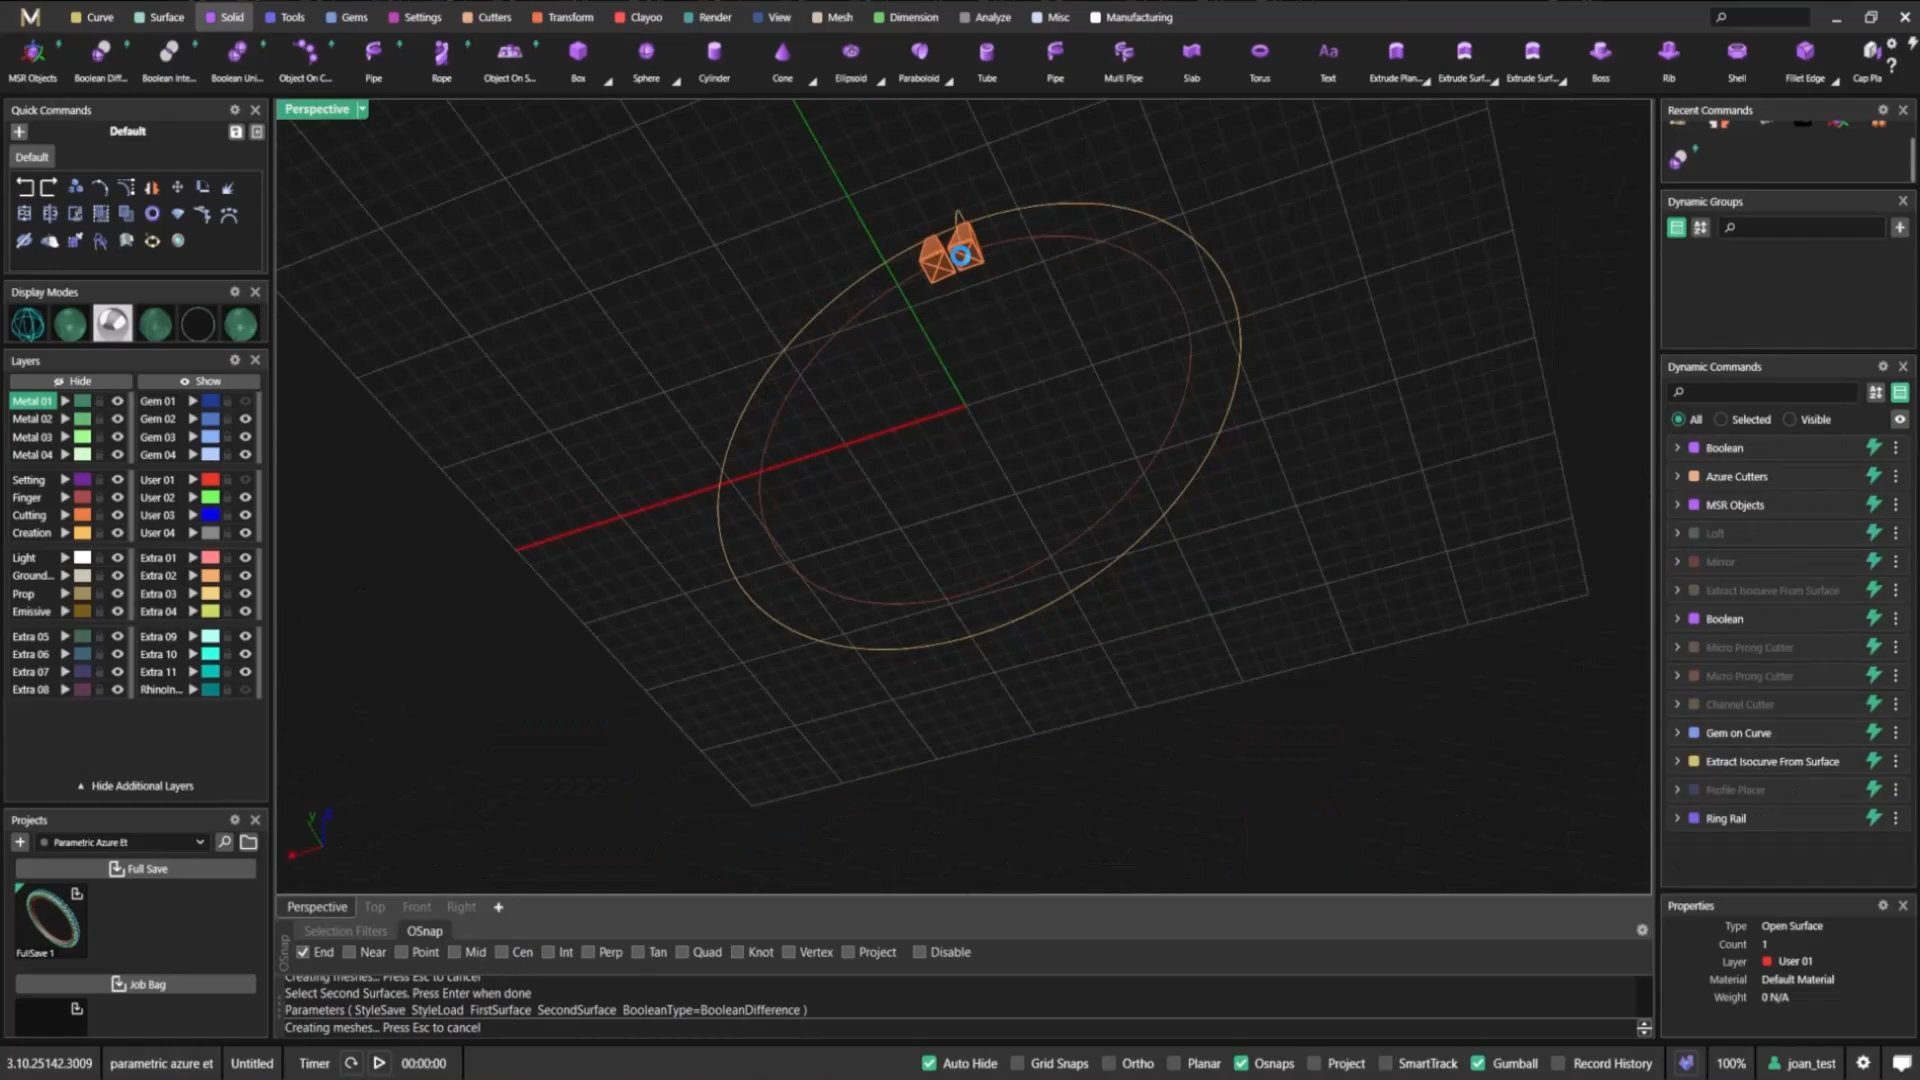 Curve Surface Solid Tools Gems Settings Cutters Transform Clayoo Render View Mesh Dimension Analyze Misc Manufacturing
MSR Objects Boolean Diff... Boolean Inte... Boolean Uni... Object On C... Pipe Rope Object On S... Box Sphere Cylinder Cone Ellipsoid Paraboloid Tube Pipe Multi Pipe Slab Torus Text Extrude Plan... Extrude Surf... Extrude Surf... Boss Rib Shell Fillet Edge Cap Pla
Quick Commands
Default
Default
Display Modes
Layers
Hide Show
Metal 01 Gem 01
Metal 02 Gem 02
Metal 03 Gem 03
Metal 04 Gem 04
Setting User 01
Finger User 02
Cutting User 03
Creation User 04
Light Extra 01
Ground... Extra 02
Prop Extra 03
Emissive Extra 04
Extra 05 Extra 09
Extra 06 Extra 10
Extra 07 Extra 11
Extra 08 RhinoIn...
Hide Additional Layers
Projects
Parametric Azure Et
Full Save
FullSave 1
Job Bag
Perspective
Perspective Top Front Right
Selection Filters OSnap
OSnap
End Near Point Mid Cen Int Perp Tan Quad Knot Vertex Project Disable
Creating meshes... Press Esc to cancel
Select Second Surfaces. Press Enter when done
Parameters ( StyleSave StyleLoad FirstSurface SecondSurface BooleanType=BooleanDifference )
Creating meshes... Press Esc to cancel
Recent Commands
Dynamic Groups
Dynamic Commands
All Selected Visible
Boolean
Azure Cutters
MSR Objects
Loft
Mirror
Extract Isocurve From Surface
Boolean
Micro Prong Cutter
Micro Prong Cutter
Channel Cutter
Gem on Curve
Extract Isocurve From Surface
Profile Placer
Ring Rail
Properties
Type Open Surface
Count 1
Layer User 01
Material Default Material
Weight 0 N/A
3.10.25142.3009 parametric azure et Untitled Timer 00:00:00 Auto Hide Grid Snaps Ortho Planar Osnaps Project SmartTrack Gumball Record History 100% joan_test